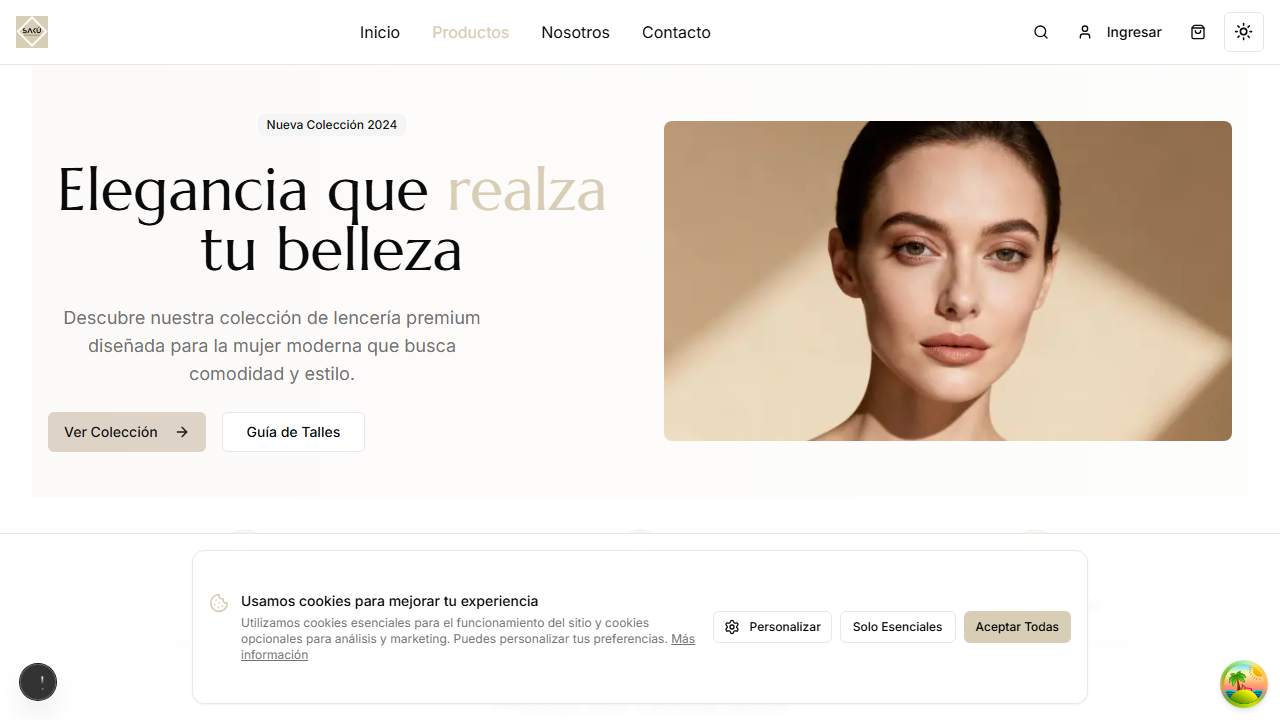 SAKÚ
Inicio
Productos
Nosotros
Contacto
Ingresar
Nueva Colección 2024
Elegancia que realza
tu belleza
Descubre nuestra colección de lencería premium
diseñada para la mujer moderna que busca
comodidad y estilo.
Ver Colección
Guía de Talles
Usamos cookies para mejorar tu experiencia
Utilizamos cookies esenciales para el funcionamiento del sitio y cookies
opcionales para análisis y marketing. Puedes personalizar tus preferencias. Más
información
Personalizar
Solo Esenciales
Aceptar Todas
!